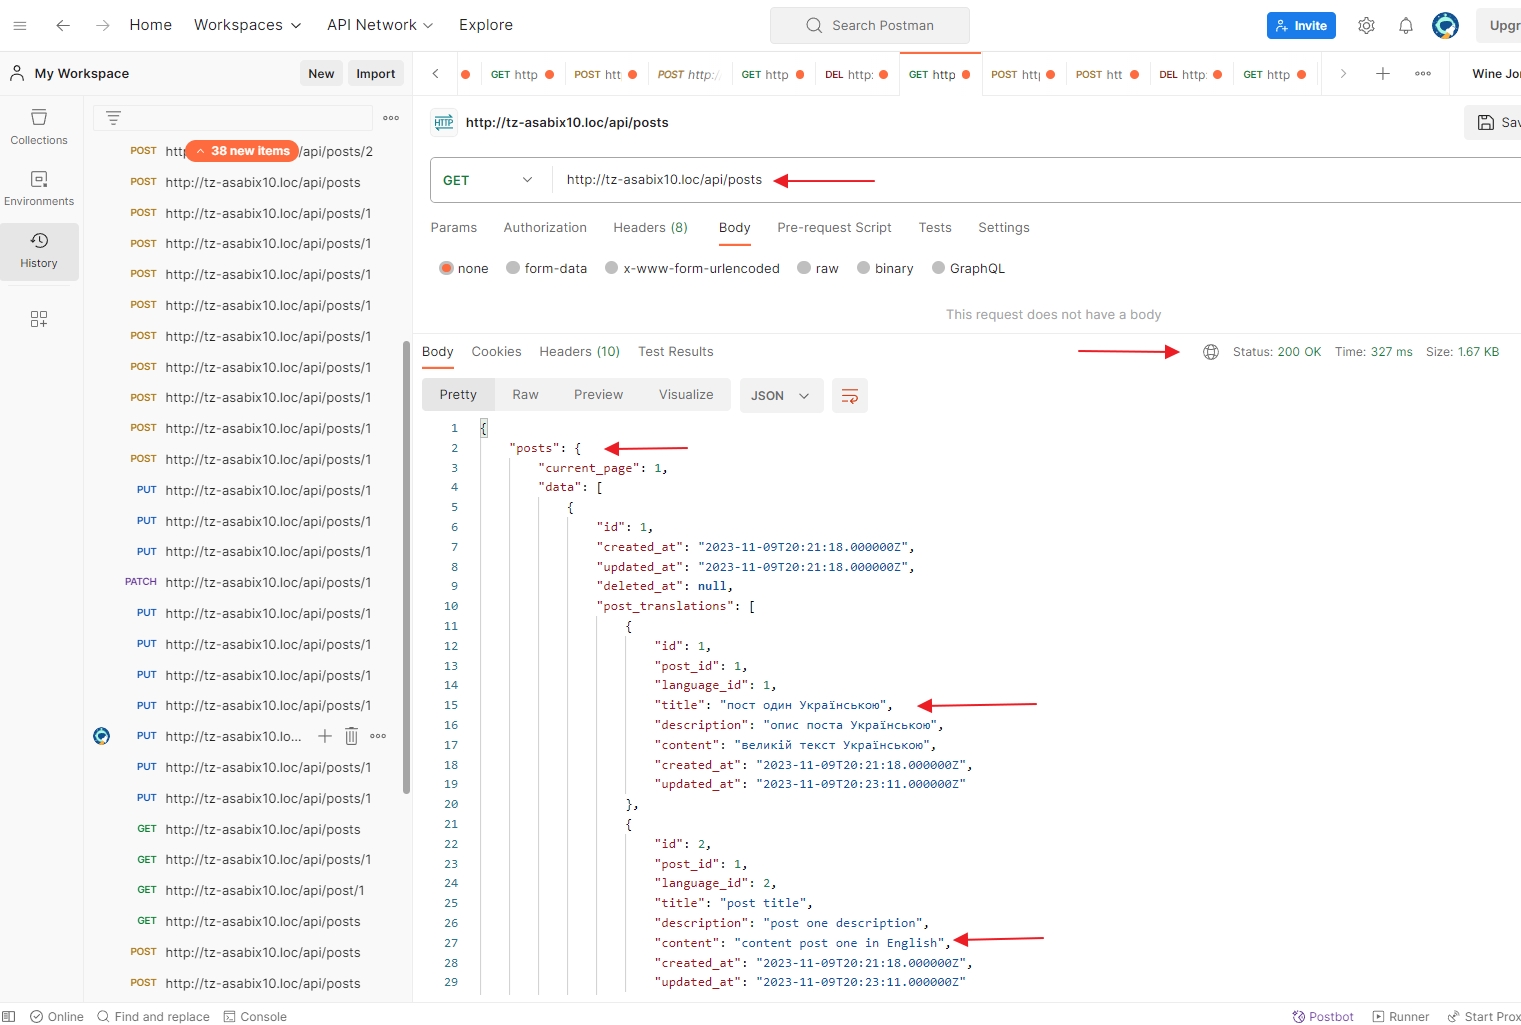 Home Workspaces API Network Explore Search Postman Invite Upgr
My Workspace New Import GET http POST htt POST http:/ GET http DEL http: GET http POST http POST htt DEL http: GET http Wine Jo
Collections
Environments
History
POST htt 38 new items /api/posts/2
POST http://tz-asabix10.loc/api/posts
POST http://tz-asabix10.loc/api/posts/1
POST http://tz-asabix10.loc/api/posts/1
POST http://tz-asabix10.loc/api/posts/1
POST http://tz-asabix10.loc/api/posts/1
POST http://tz-asabix10.loc/api/posts/1
POST http://tz-asabix10.loc/api/posts/1
POST http://tz-asabix10.loc/api/posts/1
POST http://tz-asabix10.loc/api/posts/1
POST http://tz-asabix10.loc/api/posts/1
PUT http://tz-asabix10.loc/api/posts/1
PUT http://tz-asabix10.loc/api/posts/1
PUT http://tz-asabix10.loc/api/posts/1
PATCH http://tz-asabix10.loc/api/posts/1
PUT http://tz-asabix10.loc/api/posts/1
PUT http://tz-asabix10.loc/api/posts/1
PUT http://tz-asabix10.loc/api/posts/1
PUT http://tz-asabix10.loc/api/posts/1
PUT http://tz-asabix10.lo...
PUT http://tz-asabix10.loc/api/posts/1
PUT http://tz-asabix10.loc/api/posts/1
GET http://tz-asabix10.loc/api/posts
GET http://tz-asabix10.loc/api/posts/1
GET http://tz-asabix10.loc/api/post/1
GET http://tz-asabix10.loc/api/posts
POST http://tz-asabix10.loc/api/posts
POST http://tz-asabix10.loc/api/posts
HTTP http://tz-asabix10.loc/api/posts Sav
GET http://tz-asabix10.loc/api/posts
Params Authorization Headers (8) Body Pre-request Script Tests Settings
none form-data x-www-form-urlencoded raw binary GraphQL
This request does not have a body
Body Cookies Headers (10) Test Results Status: 200 OK Time: 327 ms Size: 1.67 KB
Pretty Raw Preview Visualize JSON
1 {
2 "posts": {
3 "current_page": 1,
4 "data": [
5 {
6 "id": 1,
7 "created_at": "2023-11-09T20:21:18.000000Z",
8 "updated_at": "2023-11-09T20:21:18.000000Z",
9 "deleted_at": null,
10 "post_translations": [
11 {
12 "id": 1,
13 "post_id": 1,
14 "language_id": 1,
15 "title": "пост один Українською",
16 "description": "опис поста Українською",
17 "content": "великій текст Українською",
18 "created_at": "2023-11-09T20:21:18.000000Z",
19 "updated_at": "2023-11-09T20:23:11.000000Z"
20 },
21 {
22 "id": 2,
23 "post_id": 1,
24 "language_id": 2,
25 "title": "post title",
26 "description": "post one description",
27 "content": "content post one in English",
28 "created_at": "2023-11-09T20:21:18.000000Z",
29 "updated_at": "2023-11-09T20:23:11.000000Z"
Online Find and replace Console Postbot Runner Start Prox